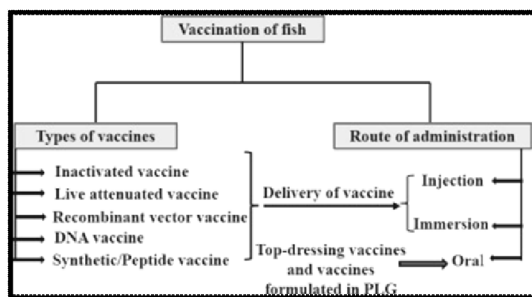 Vaccination of fish
Types of vaccines
Route of administration
Inactivated vaccine
Live attenuated vaccine
Recombinant vector vaccine
DNA vaccine
Synthetic/Peptide vaccine
Delivery of vaccine
Injection
Immersion
Top-dressing vaccines
and vaccines
formulated in PLG
Oral